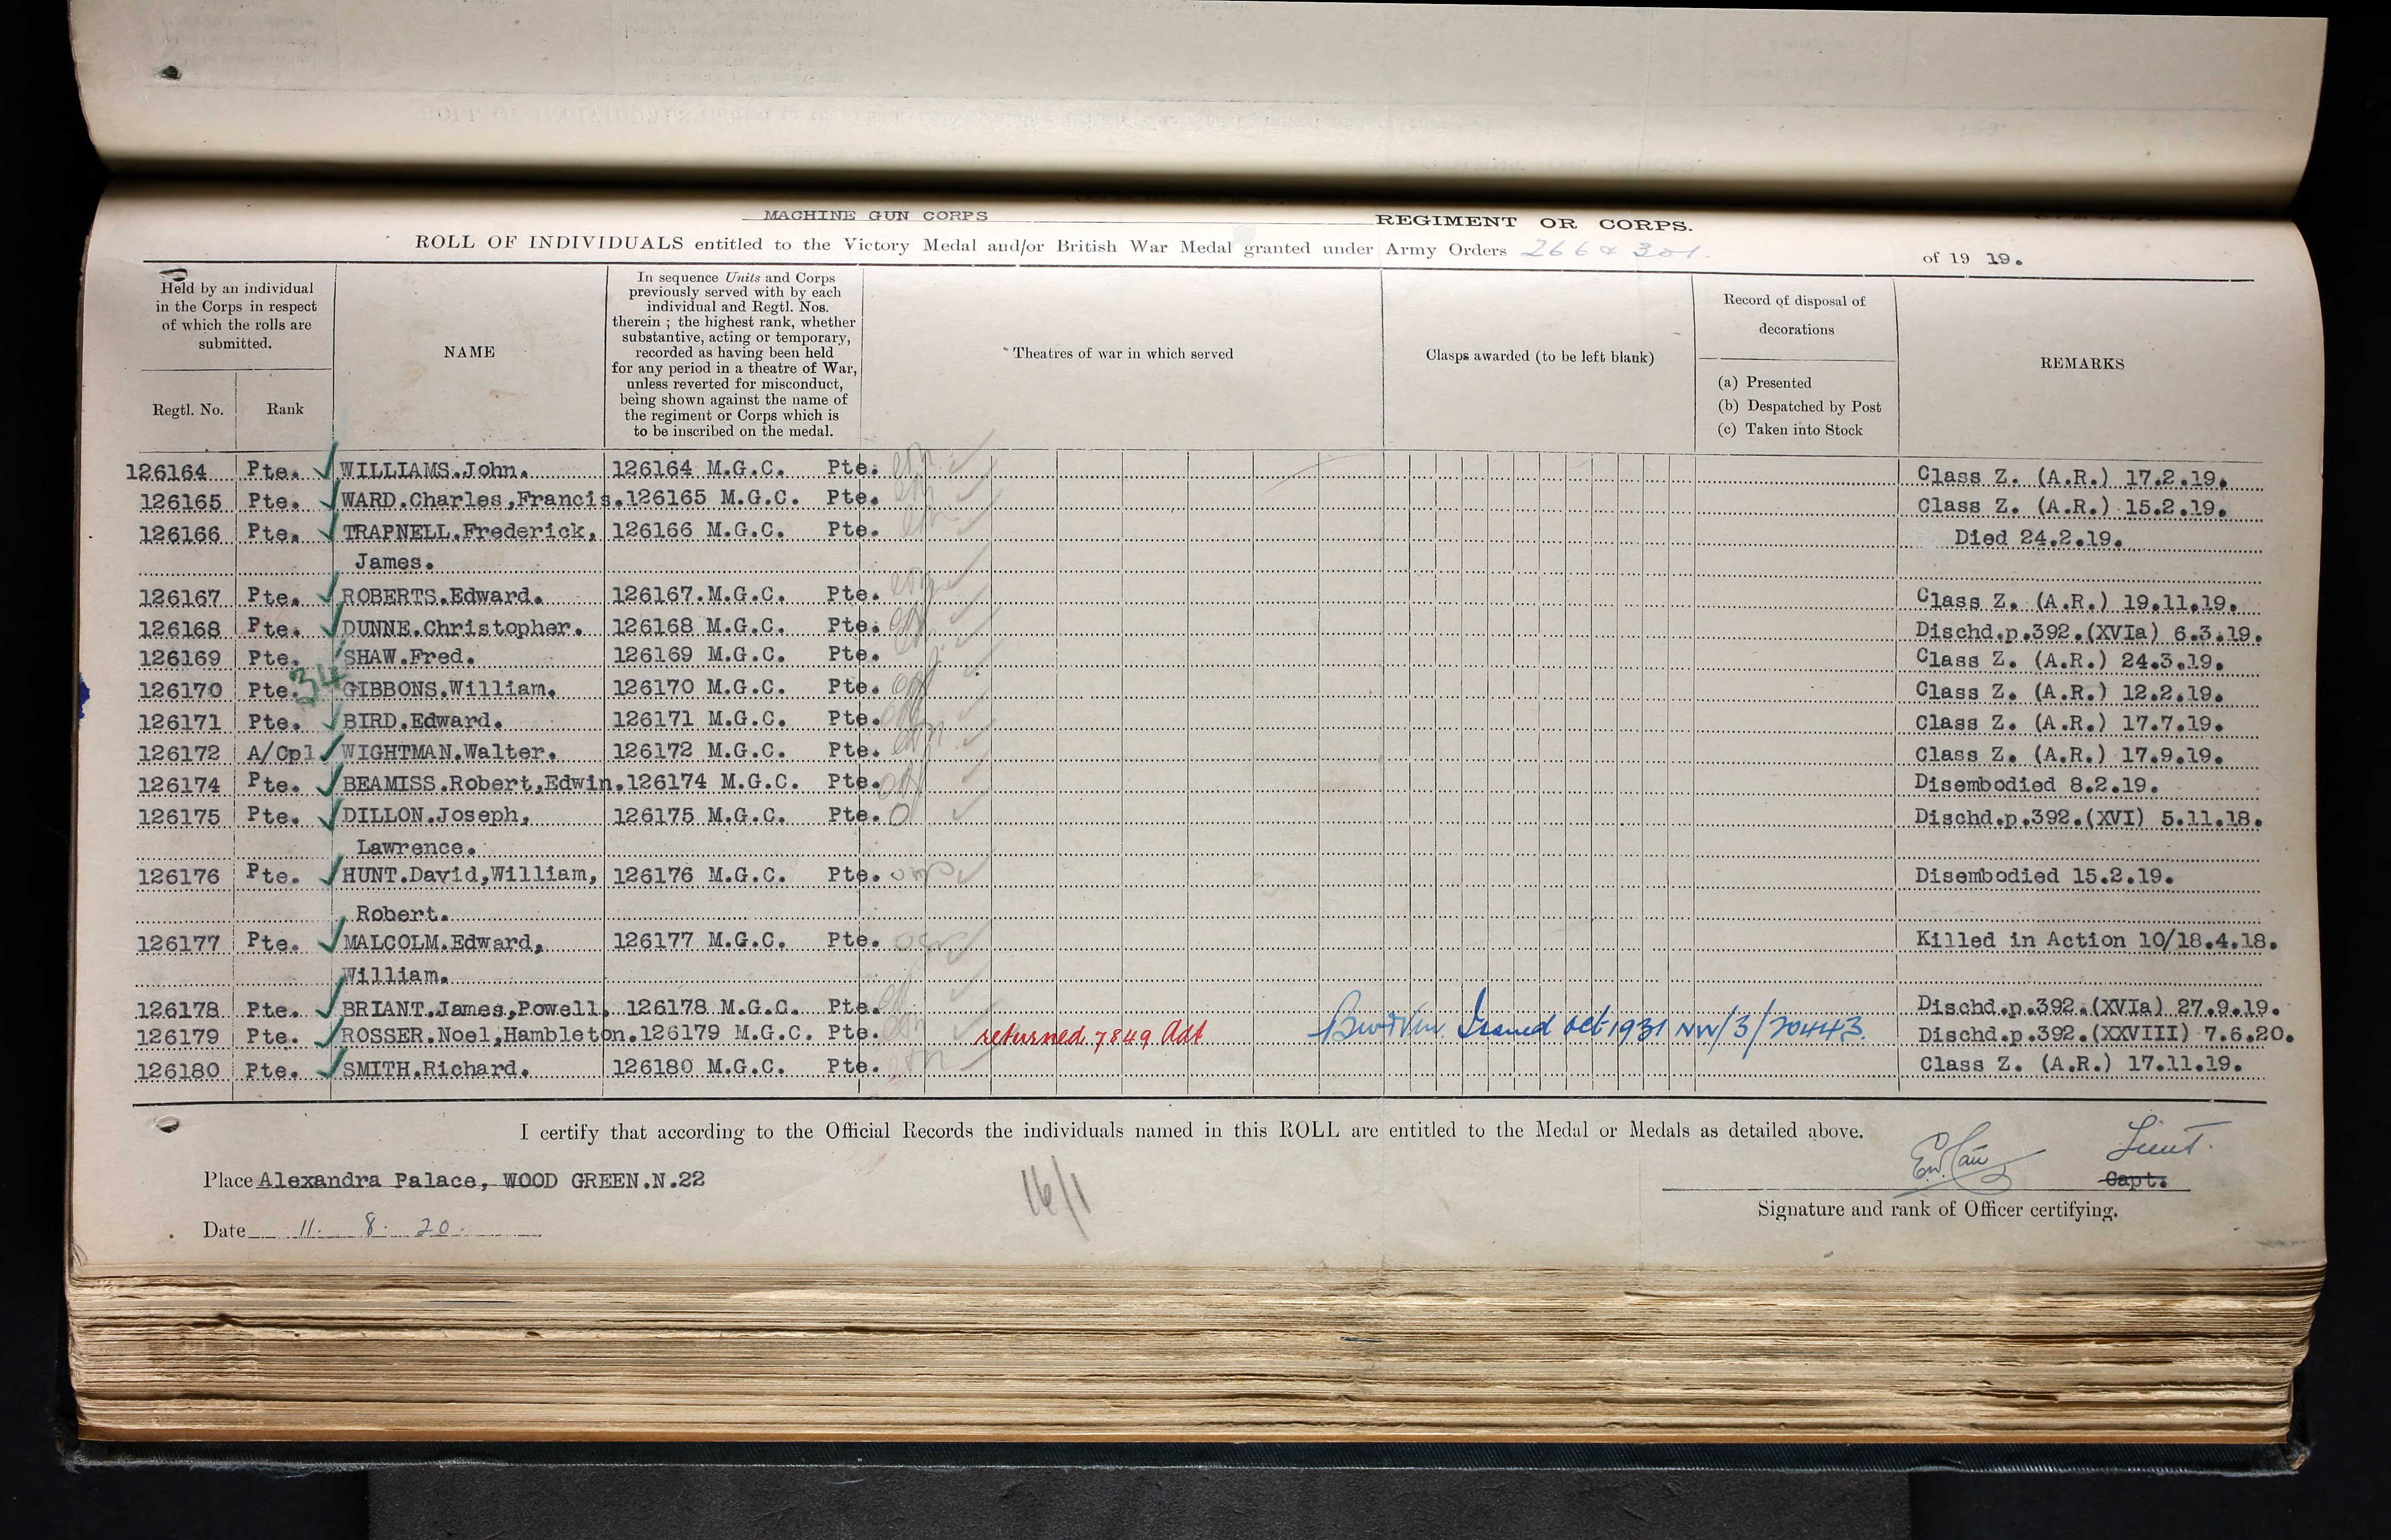 MACHINE GUN CORPS REGIMENT OR CORPS.
ROLL OF INDIVIDUALS entitled to the Victory Medal and/or British War Medal granted under Army Orders 266 & 301. of 19 19.
Held by an individual
in the Corps in respect
of which the rolls are
submitted.
Regtl. No. Rank
NAME
In sequence Units and Corps
previously served with by each
individual and Regtl. Nos.
therein ; the highest rank, whether
substantive, acting or temporary,
recorded as having been held
for any period in a theatre of War,
unless reverted for misconduct,
being shown against the name of
the regiment or Corps which is
to be inscribed on the medal.
Theatres of war in which served
Clasps awarded (to be left blank)
Record of disposal of
decorations
(a) Presented
(b) Despatched by Post
(c) Taken into Stock
REMARKS
126164 Pte. WILLIAMS.John. 126164 M.G.C. Pte. Class Z. (A.R.) 17.2.19.
126165 Pte. WARD.Charles,Francis. 126165 M.G.C. Pte. Class Z. (A.R.) 15.2.19.
126166 Pte. TRAPNELL.Frederick, 126166 M.G.C. Pte. Died 24.2.19.
James.
126167 Pte. ROBERTS.Edward. 126167.M.G.C. Pte. Class Z. (A.R.) 19.11.19.
126168 Pte. DUNNE.Christopher. 126168 M.G.C. Pte. Dischd.p.392.(XVIa) 6.3.19.
126169 Pte. SHAW.Fred. 126169 M.G.C. Pte. Class Z. (A.R.) 24.3.19.
34
126170 Pte. GIBBONS.William. 126170 M.G.C. Pte. Class Z. (A.R.) 12.2.19.
126171 Pte. BIRD.Edward. 126171 M.G.C. Pte. Class Z. (A.R.) 17.7.19.
126172 A/Cpl WIGHTMAN.Walter. 126172 M.G.C. Pte. Class Z. (A.R.) 17.9.19.
126174 Pte. BEAMISS.Robert,Edwin. 126174 M.G.C. Pte. Disembodied 8.2.19.
126175 Pte. DILLON.Joseph, 126175 M.G.C. Pte. Dischd.p.392.(XVI) 5.11.18.
Lawrence.
126176 Pte. HUNT.David,William, 126176 M.G.C. Pte. Disembodied 15.2.19.
Robert.
126177 Pte. MALCOLM.Edward, 126177 M.G.C. Pte. Killed in Action 10/18.4.18.
William.
126178 Pte. BRIANT.James,Powell. 126178 M.G.C. Pte. Dischd.p.392.(XVIa) 27.9.19.
126179 Pte. ROSSER.Noel,Hambleton. 126179 M.G.C. Pte. returned 7849 Adt Issued Oct 1931 NW/3/20443. Dischd.p.392.(XXVIII) 7.6.20.
126180 Pte. SMITH.Richard. 126180 M.G.C. Pte. Class Z. (A.R.) 17.11.19.
I certify that according to the Official Records the individuals named in this ROLL are entitled to the Medal or Medals as detailed above.
Lieut.
Place Alexandra Palace, WOOD GREEN.N.22 16/1 Capt.
Signature and rank of Officer certifying.
Date 11. 8. 20.